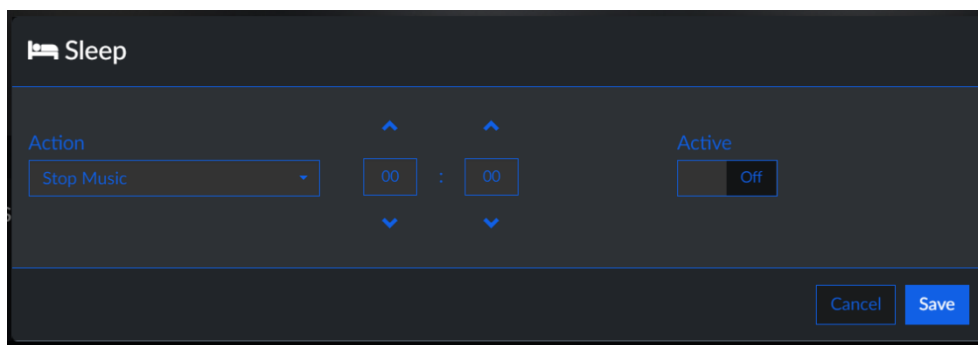 Sleep
Action
Active
Stop Music
00 : 00
Off
Cancel
Save